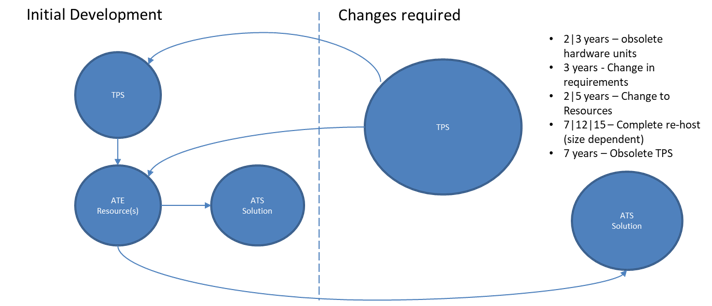 Initial Development
Changes required
TPS
ATE
Resource(s)
ATS
Solution
TPS
• 2|3 years – obsolete
hardware units
• 3 years - Change in
requirements
• 2|5 years – Change to
Resources
• 7|12|15 – Complete re-host
(size dependent)
• 7 years – Obsolete TPS
ATS
Solution